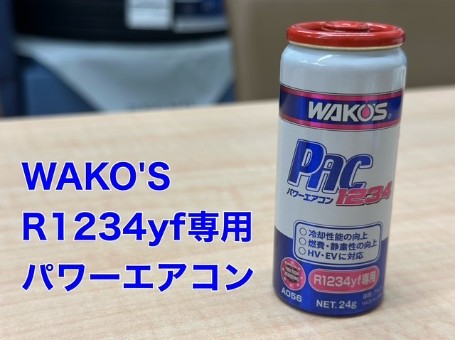 WAKO'S
R1234yf専用
パワーエアコン
WAKO'S
PAC
1234
パワーエアコン
○冷却性能の向上
○燃費・静粛性の向上
○HV・EVに対応
R1234yf専用
A056
NET. 24g